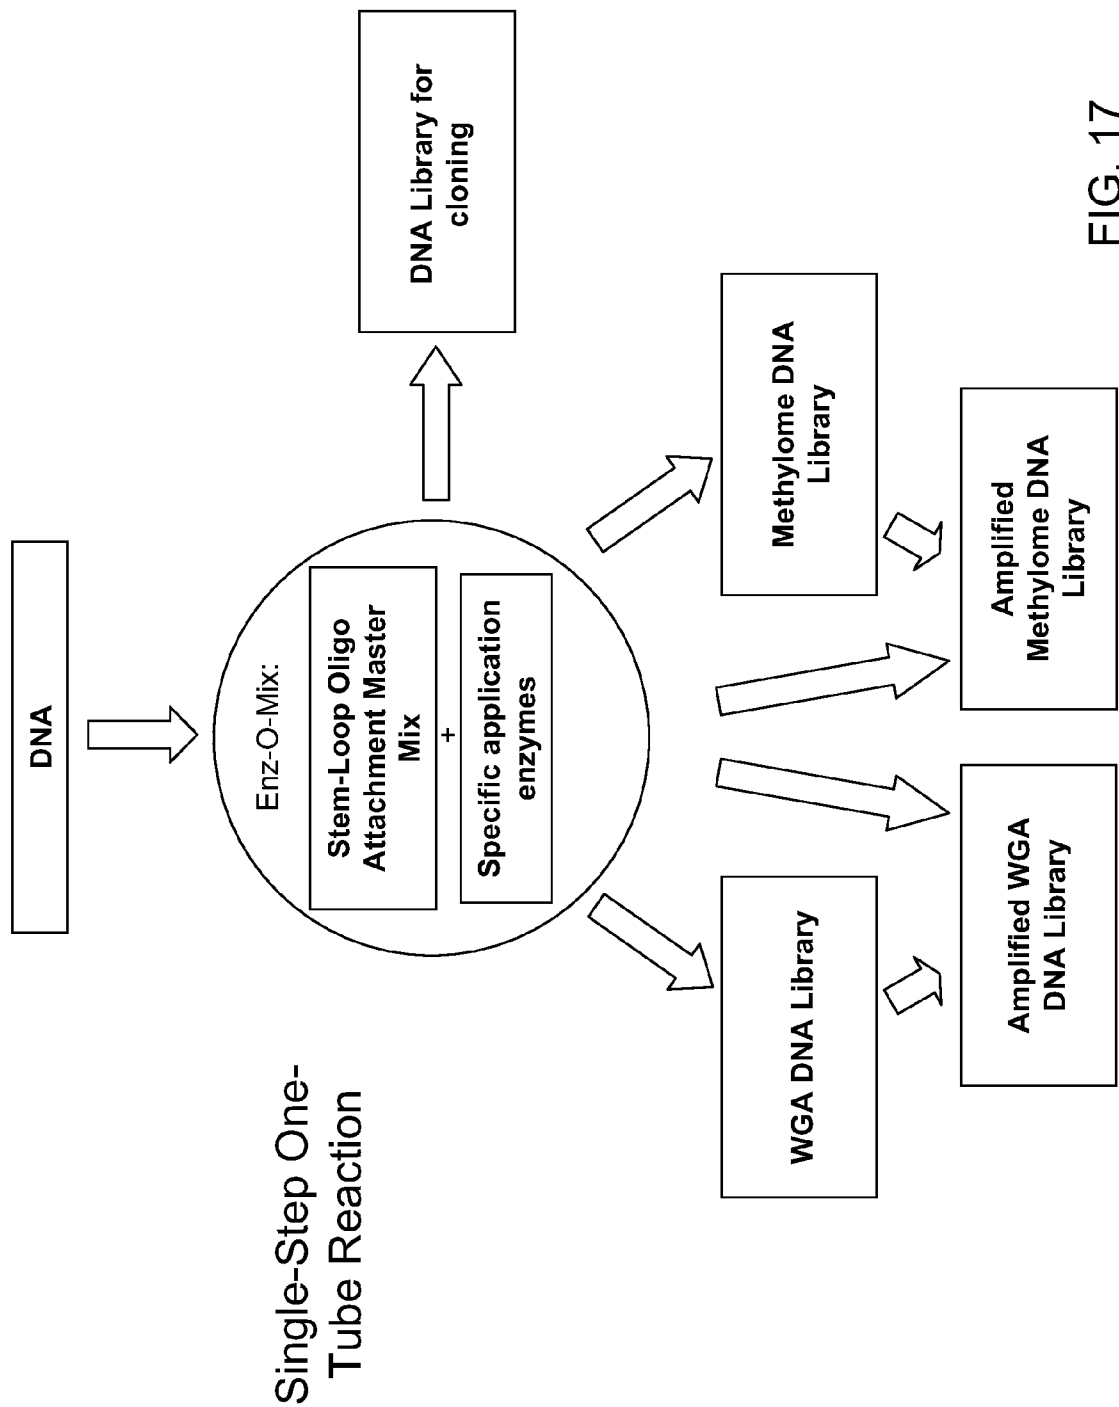 Single-Step One-
Tube Reaction
DNA
Enz-O-Mix:
Stem-Loop Oligo
Attachment Master
Mix
+
Specific application
enzymes
DNA Library for
cloning
WGA DNA Library
Methylome DNA
Library
Amplified WGA
DNA Library
Amplified
Methylome DNA
Library
FIG. 17